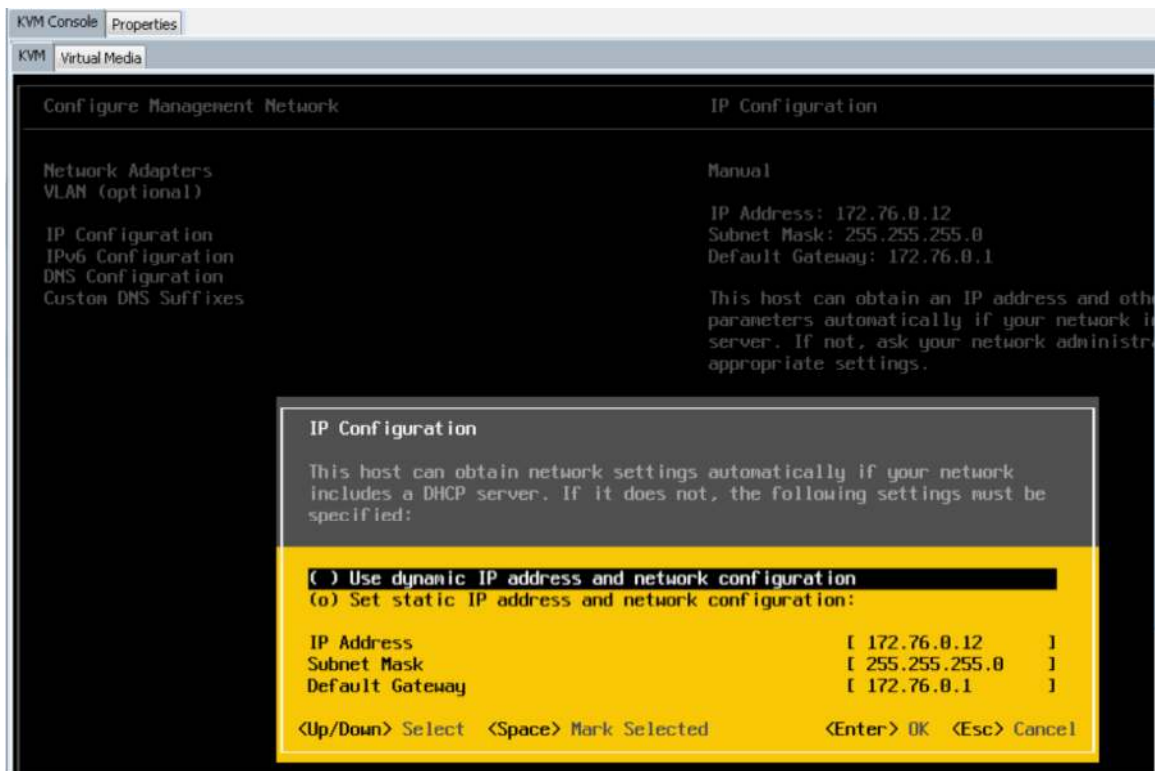 KVM Console Properties
KVM Virtual Media
Configure Management Network
IP Configuration
Network Adapters
VLAN (optional)
IP Configuration
IPv6 Configuration
DNS Configuration
Custom DNS Suffixes
Manual
IP Address: 172.76.0.12
Subnet Mask: 255.255.255.0
Default Gateway: 172.76.0.1
This host can obtain an IP address and
parameters automatically if your network
server. If not, ask your network
appropriate settings.
IP Configuration
This host can obtain network settings automatically if your network
includes a DHCP server. If it does not, the following settings must be
specified:
( ) Use dynamic IP address and network configuration
(o) Set static IP address and network configuration:
IP Address [ 172.76.0.12 ]
Subnet Mask [ 255.255.255.0 ]
Default Gateway [ 172.76.0.1 ]
<Up/Down> Select <Space> Mark Selected <Enter> OK <Esc> Cancel